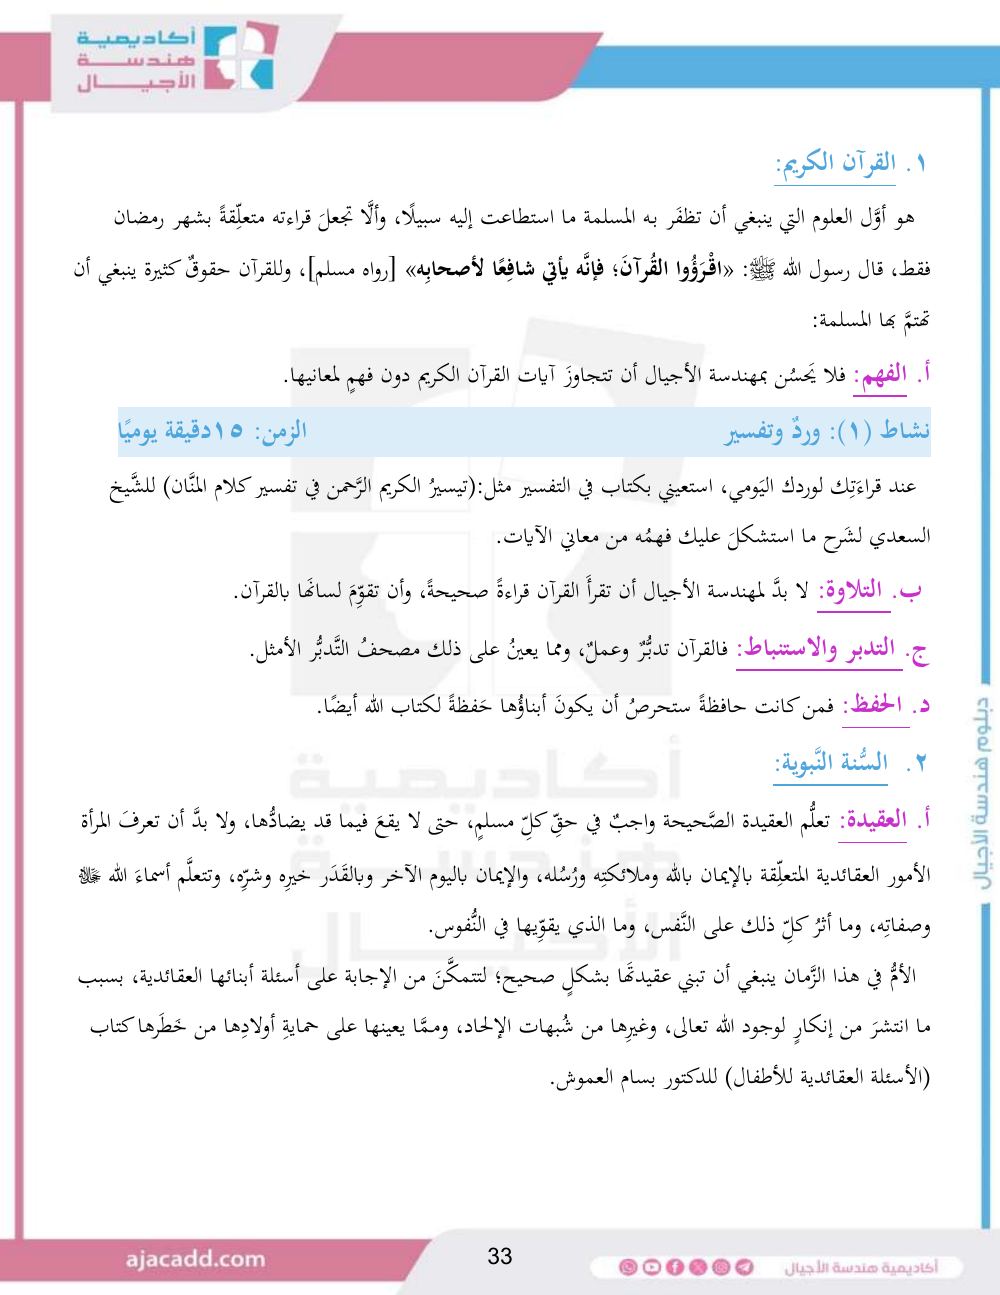 أكاديمية
هندسة
الأجيال
١. القرآن الكريم:
هو أوَّل العلوم التي ينبغي أن تظفَر به المسلمة ما استطاعت إليه سبيلًا، وألَّا تجعلَ قراءته متعلِّقةً بشهر رمضان
فقط، قال رسول الله ﷺ: «اقْرَؤُوا القُرآنَ؛ فإنَّه يأتي شافِعًا لأصحابِه» [رواه مسلم]، وللقرآن حقوقٌ كثيرة ينبغي أن
تهتمَّ بها المسلمة:
أ. الفهم: فلا يَحسُن بمهندسة الأجيال أن تتجاوزَ آيات القرآن الكريم دون فهمٍ لمعانيها.
نشاط (١): وردٌ وتفسير الزمن: ١٥دقيقة يوميًا
عند قراءَتِك لوردك اليَومي، استعيني بكتاب في التفسير مثل:(تيسيرُ الكريم الرَّحمن في تفسير كلام المنَّان) للشَّيخ
السعدي لشَرح ما استشكلَ عليك فهمُه من معاني الآيات.
ب. التلاوة: لا بدَّ لمهندسة الأجيال أن تقرأَ القرآن قراءةً صحيحةً، وأن تقوِّمَ لسانَها بالقرآن.
ج. التدبر والاستنباط: فالقرآن تدبُّرٌ وعملٌ، ومما يعينُ على ذلك مصحفُ التَّدبُّر الأمثل.
د. الحفظ: فمن كانت حافظةً ستحرصُ أن يكونَ أبناؤُها حَفظةً لكتاب الله أيضًا.
٢. السُّنة النَّبوية:
أ. العقيدة: تعلُّم العقيدة الصَّحيحة واجبٌ في حقِّ كلِّ مسلمٍ، حتى لا يقعَ فيما قد يضادُّها، ولا بدَّ أن تعرفَ المرأة
الأمور العقائدية المتعلِّقة بالإيمان بالله وملائكتِه ورُسُله، والإيمان باليوم الآخر وبالقَدَر خيرِه وشرِّه، وتتعلَّم أسماءَ الله ﷻ
وصفاتِه، وما أثرُ كلِّ ذلك على النَّفس، وما الذي يقوِّيها في النُّفوس.
الأمُّ في هذا الزَّمان ينبغي أن تبني عقيدتَها بشكلٍ صحيح؛ لتتمكَّنَ من الإجابة على أسئلة أبنائها العقائدية، بسبب
ما انتشرَ من إنكارٍ لوجود الله تعالى، وغيرِها من شُبهات الإلحاد، وممَّا يعينها على حمايةِ أولادِها من خَطَرها كتاب
(الأسئلة العقائدية للأطفال) للدكتور بسام العموش.
أكاديمية
هندسة
الأجيال
دبلوم هندسة الأجيال
ajacadd.com
33
أكاديمية هندسة الأجيال